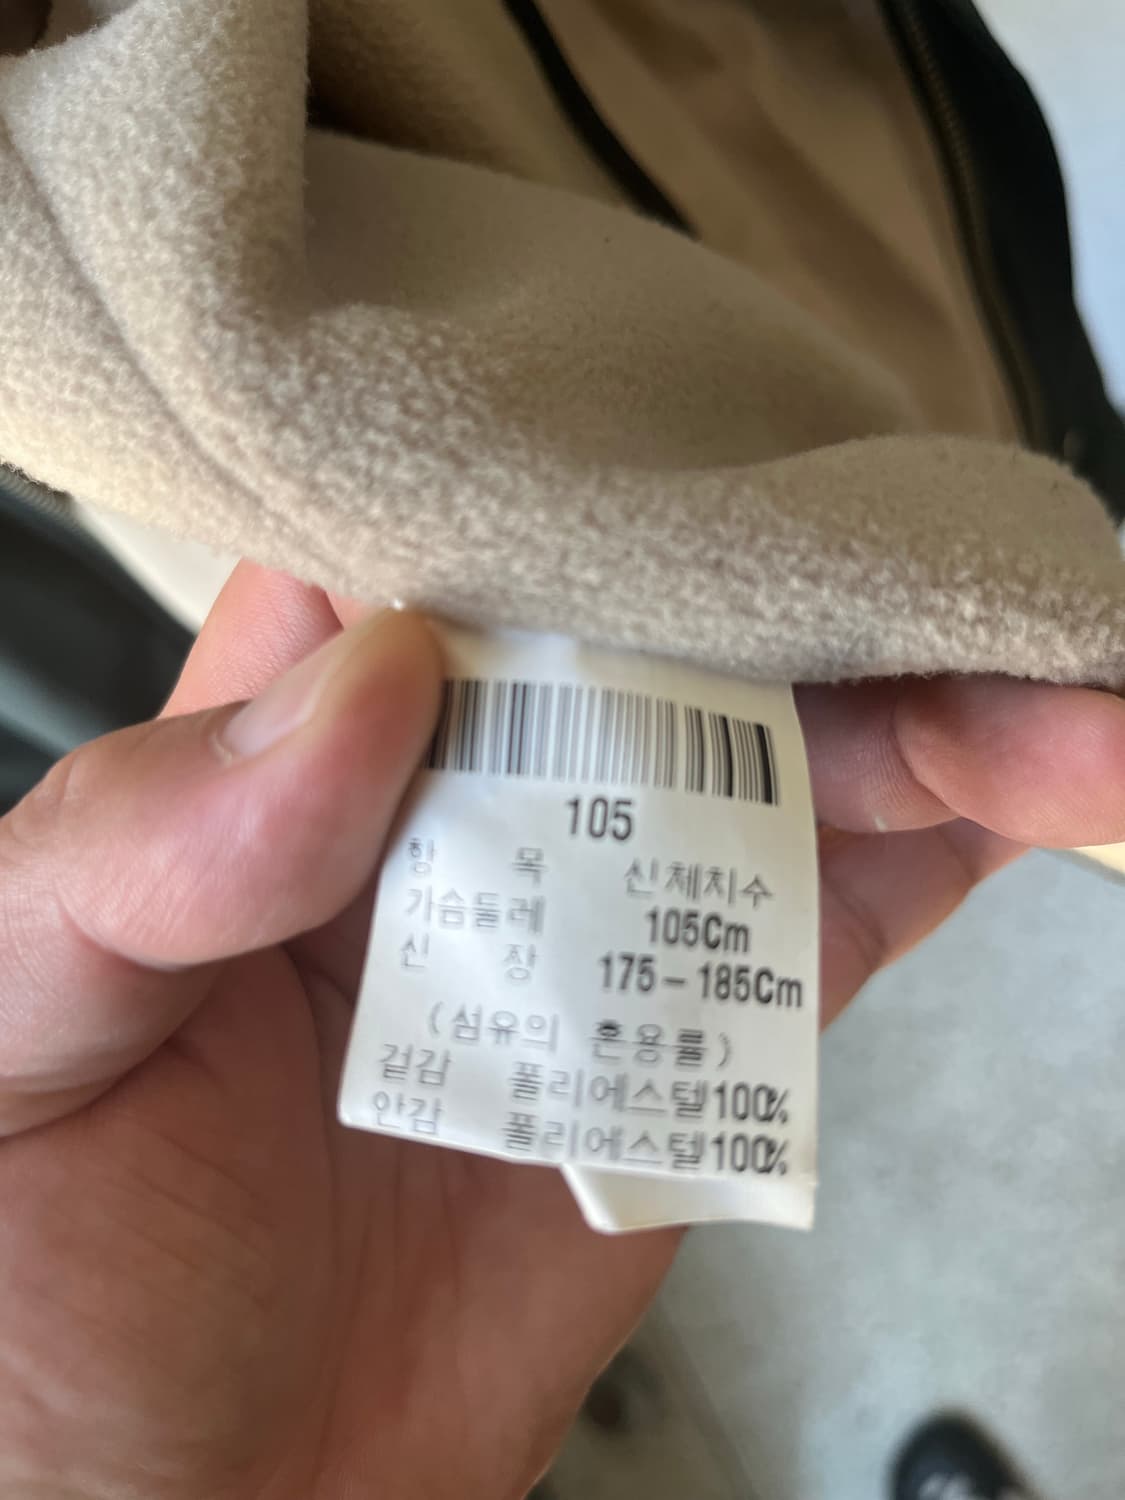 105
항 목 신체치수
가슴둘레 105Cm
신 장 175-185Cm
(섬유의 혼용률)
겉감 폴리에스텔100%
안감 폴리에스텔100%